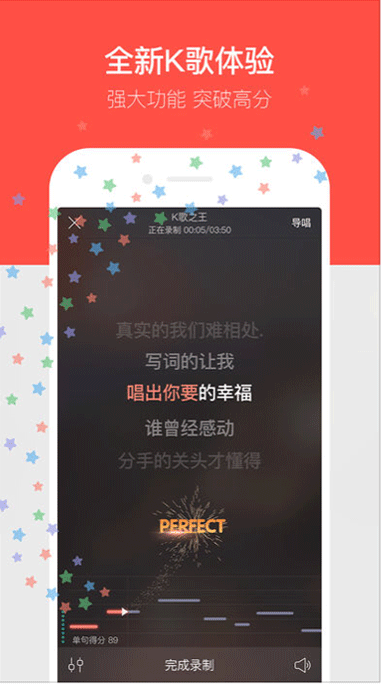 全新K歌体验
强大功能 突破高分
K歌之王
正在录制 00:05/03:50
导唱
真实的我们难相处.
写词的让我
唱出你要的幸福
谁曾经感动
分手的关头才懂得
PERFECT
单句得分 89
完成录制